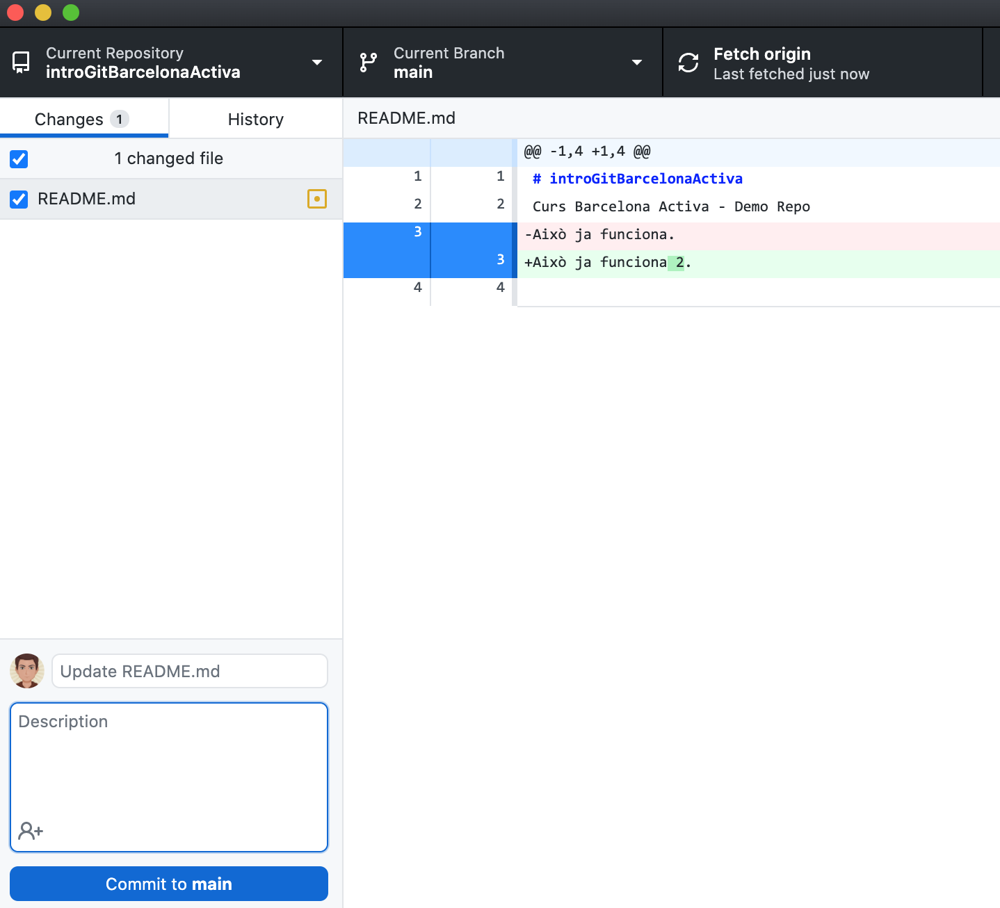 Current Repository
introGitBarcelonaActiva
Current Branch
main
Fetch origin
Last fetched just now
Changes 1
History
README.md
1 changed file
README.md
@@ -1,4 +1,4 @@
1 1 # introGitBarcelonaActiva
2 2 Curs Barcelona Activa - Demo Repo
3 -Això ja funciona.
3 +Això ja funciona 2.
4 4
Update README.md
Description
Commit to main